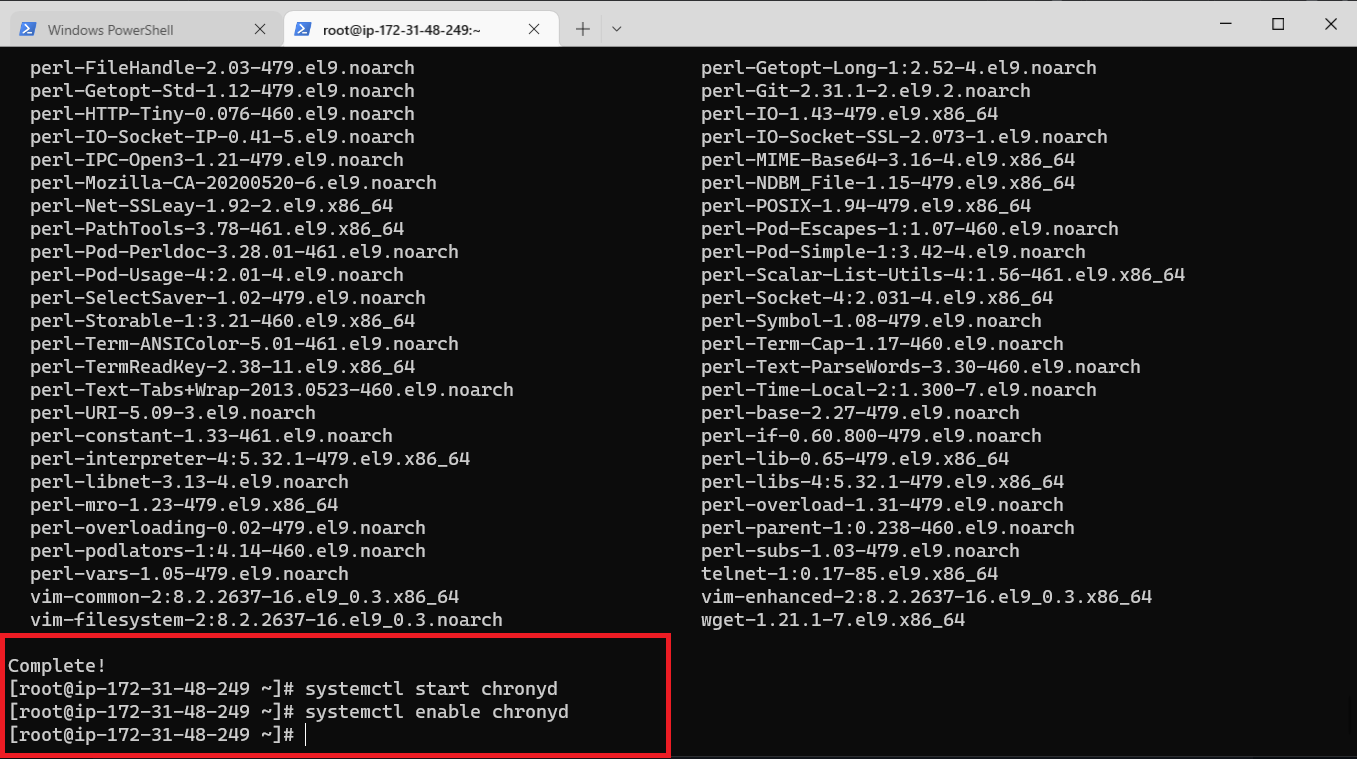 Windows PowerShell root@ip-172-31-48-249:~
perl-FileHandle-2.03-479.el9.noarch perl-Getopt-Long-1:2.52-4.el9.noarch
perl-Getopt-Std-1.12-479.el9.noarch perl-Git-2.31.1-2.el9.2.noarch
perl-HTTP-Tiny-0.076-460.el9.noarch perl-IO-1.43-479.el9.x86_64
perl-IO-Socket-IP-0.41-5.el9.noarch perl-IO-Socket-SSL-2.073-1.el9.noarch
perl-IPC-Open3-1.21-479.el9.noarch perl-MIME-Base64-3.16-4.el9.x86_64
perl-Mozilla-CA-20200520-6.el9.noarch perl-NDBM_File-1.15-479.el9.x86_64
perl-Net-SSLeay-1.92-2.el9.x86_64 perl-POSIX-1.94-479.el9.x86_64
perl-PathTools-3.78-461.el9.x86_64 perl-Pod-Escapes-1:1.07-460.el9.noarch
perl-Pod-Perldoc-3.28.01-461.el9.noarch perl-Pod-Simple-1:3.42-4.el9.noarch
perl-Pod-Usage-4:2.01-4.el9.noarch perl-Scalar-List-Utils-4:1.56-461.el9.x86_64
perl-SelectSaver-1.02-479.el9.noarch perl-Socket-4:2.031-4.el9.x86_64
perl-Storable-1:3.21-460.el9.x86_64 perl-Symbol-1.08-479.el9.noarch
perl-Term-ANSIColor-5.01-461.el9.noarch perl-Term-Cap-1.17-460.el9.noarch
perl-TermReadKey-2.38-11.el9.x86_64 perl-Text-ParseWords-3.30-460.el9.noarch
perl-Text-Tabs+Wrap-2013.0523-460.el9.noarch perl-Time-Local-2:1.300-7.el9.noarch
perl-URI-5.09-3.el9.noarch perl-base-2.27-479.el9.noarch
perl-constant-1.33-461.el9.noarch perl-if-0.60.800-479.el9.noarch
perl-interpreter-4:5.32.1-479.el9.x86_64 perl-lib-0.65-479.el9.x86_64
perl-libnet-3.13-4.el9.noarch perl-libs-4:5.32.1-479.el9.x86_64
perl-mro-1.23-479.el9.x86_64 perl-overload-1.31-479.el9.noarch
perl-overloading-0.02-479.el9.noarch perl-parent-1:0.238-460.el9.noarch
perl-podlators-1:4.14-460.el9.noarch perl-subs-1.03-479.el9.noarch
perl-vars-1.05-479.el9.noarch telnet-1:0.17-85.el9.x86_64
vim-common-2:8.2.2637-16.el9_0.3.x86_64 vim-enhanced-2:8.2.2637-16.el9_0.3.x86_64
vim-filesystem-2:8.2.2637-16.el9_0.3.noarch wget-1.21.1-7.el9.x86_64
Complete!
[root@ip-172-31-48-249 ~]# systemctl start chronyd
[root@ip-172-31-48-249 ~]# systemctl enable chronyd
[root@ip-172-31-48-249 ~]#